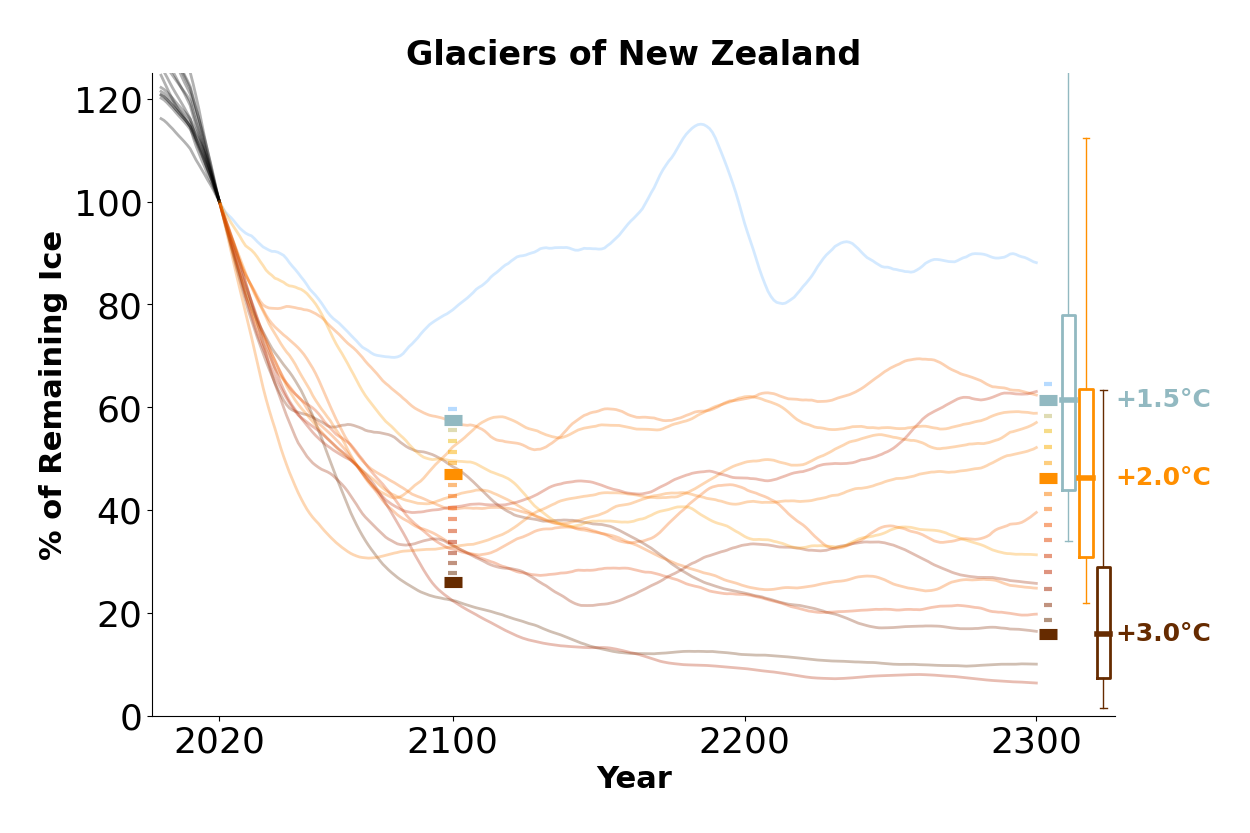 Glaciers of New Zealand
% of Remaining Ice
120
100
80
60
40
20
0
+1.5°C
+2.0°C
+3.0°C
2020 2100 2200 2300
Year